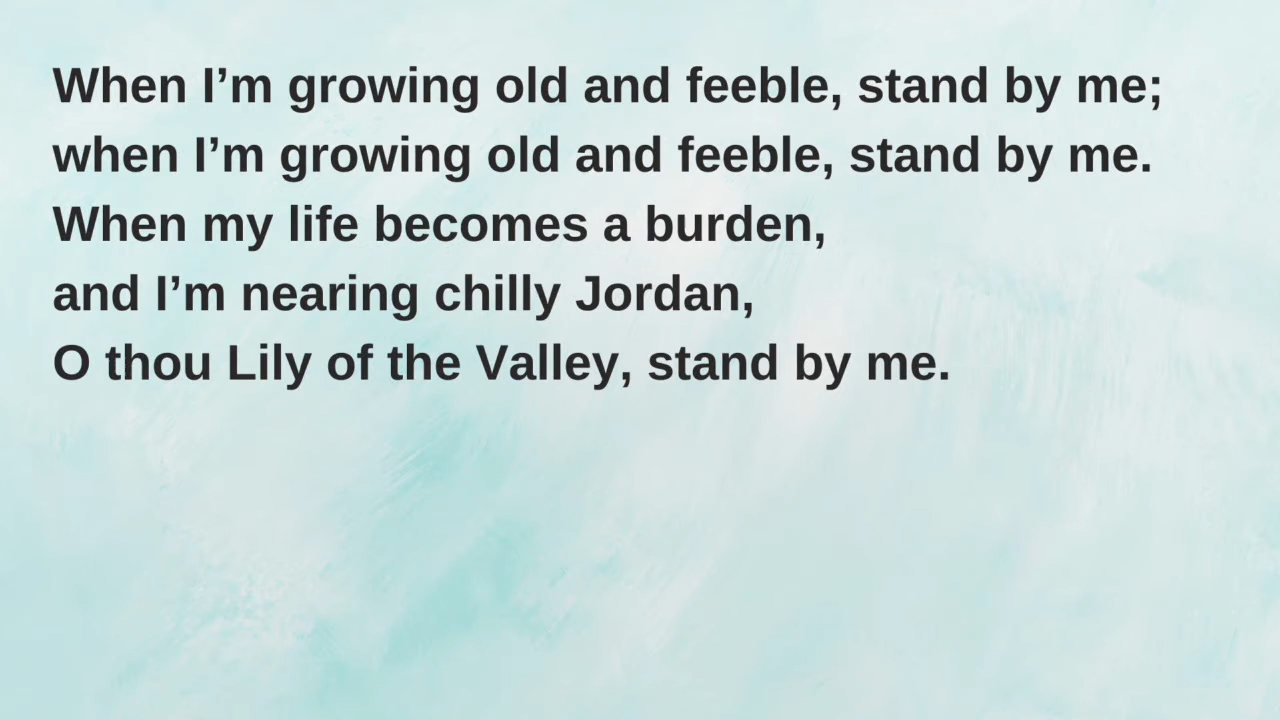 When I’m growing old and feeble, stand by me;
when I’m growing old and feeble, stand by me.
When my life becomes a burden,
and I’m nearing chilly Jordan,
O thou Lily of the Valley, stand by me.